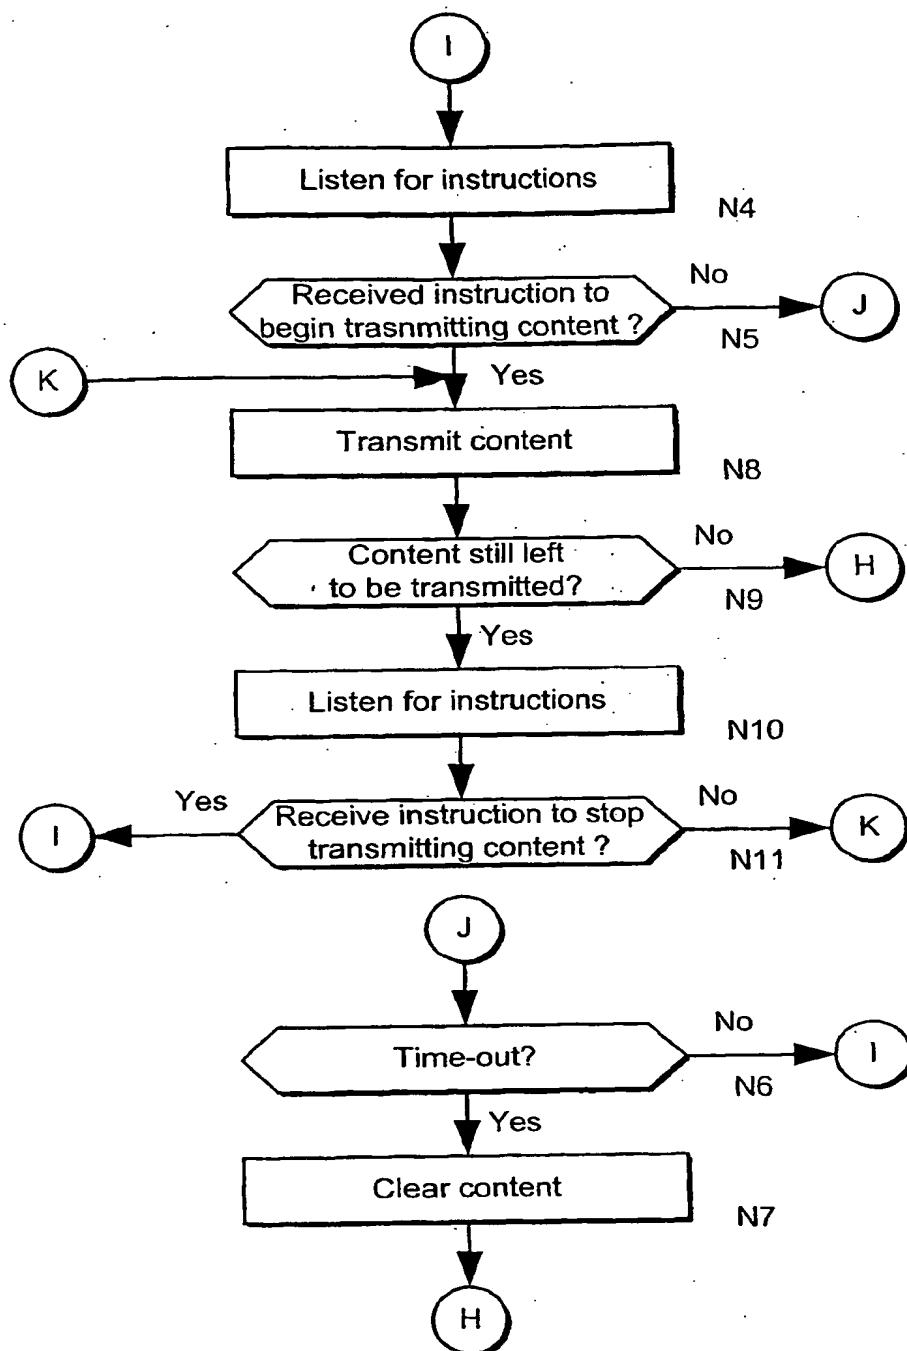 I
Listen for instructions
N4
Received instruction to
begin trasnmitting content ?
No
N5
J
K
Yes
Transmit content
N8
Content still left
to be transmitted?
No
N9
H
Yes
Listen for instructions
N10
Yes
I
Receive instruction to stop
transmitting content ?
No
N11
K
J
Time-out?
No
N6
I
Yes
Clear content
N7
H